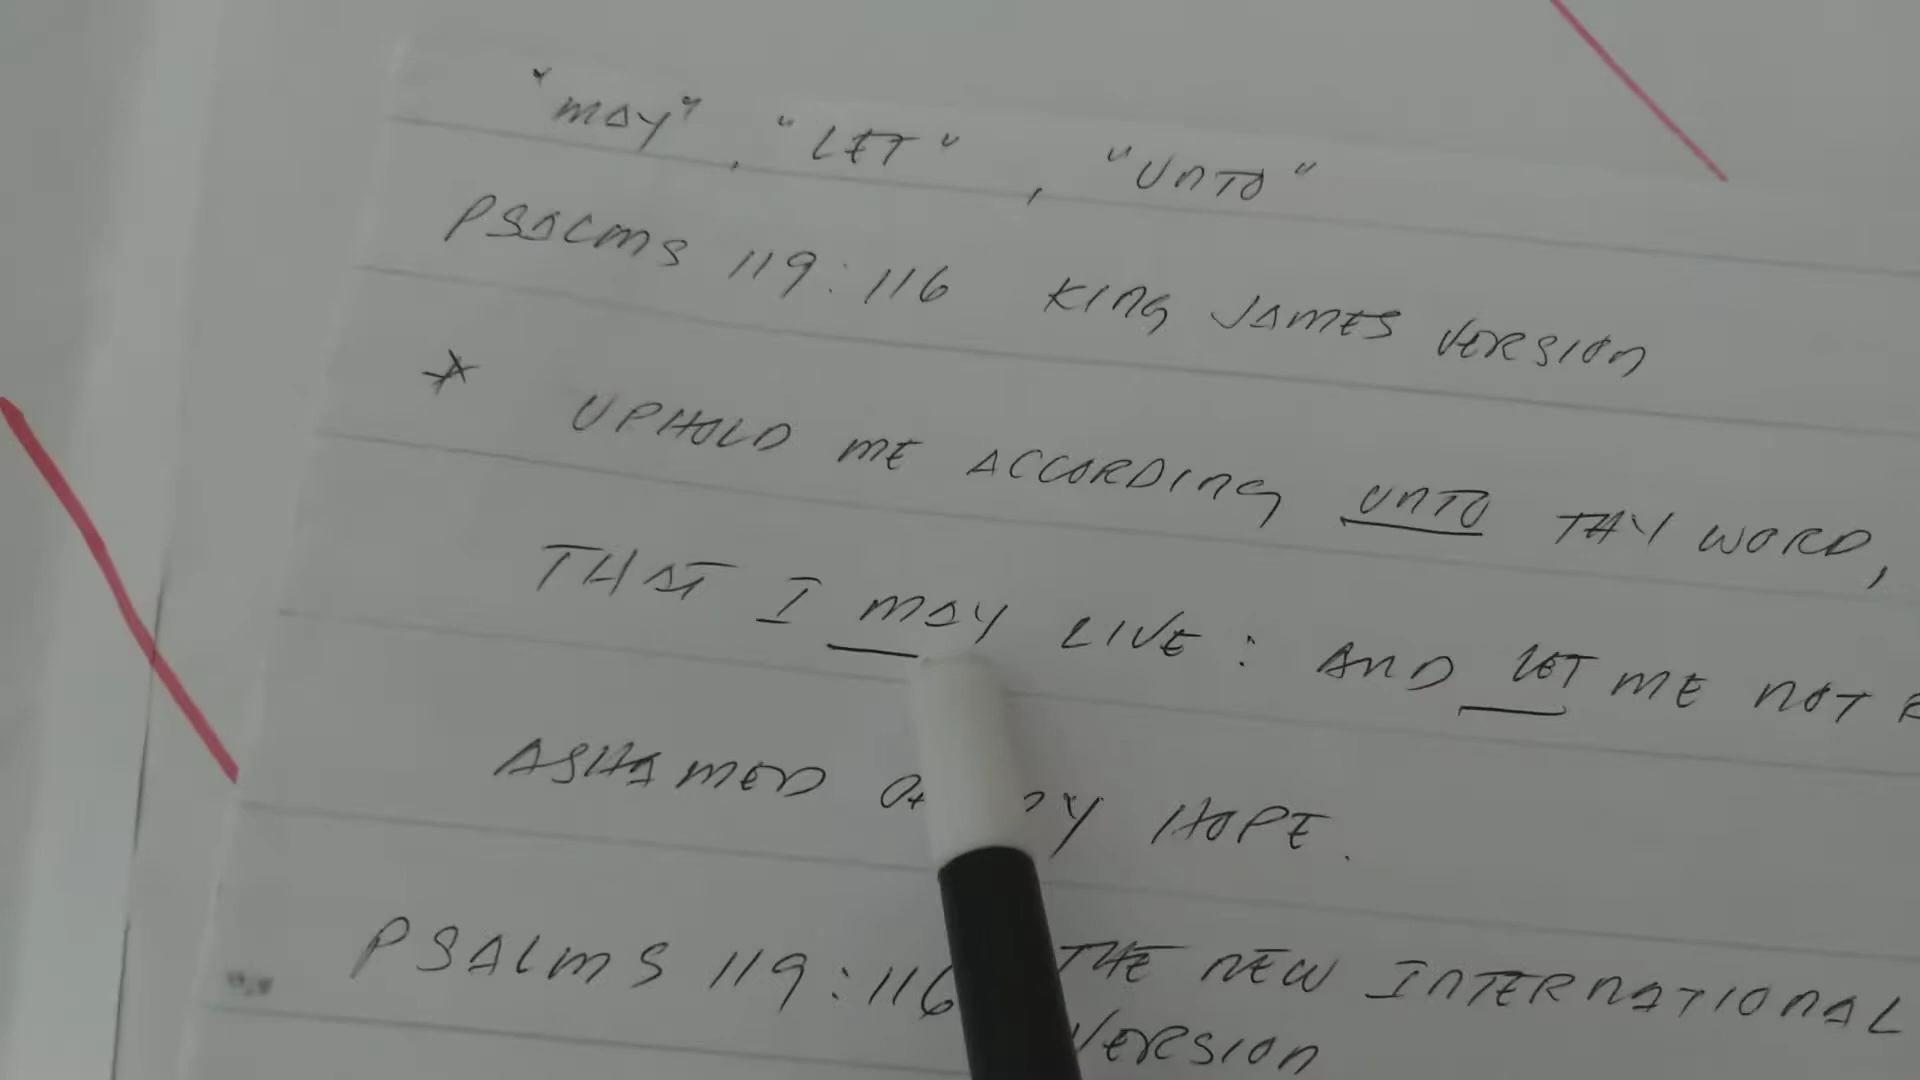 "MAY", "LET", "UNTO"
PSALMS 119:116 KING JAMES VERSION
* UPHOLD ME ACCORDING UNTO THY WORD,
THAT I MAY LIVE: AND LET ME NOT
ASHAMED HOPE.
PSALMS 119:116 THE NEW INTERNATIONAL
VERSION